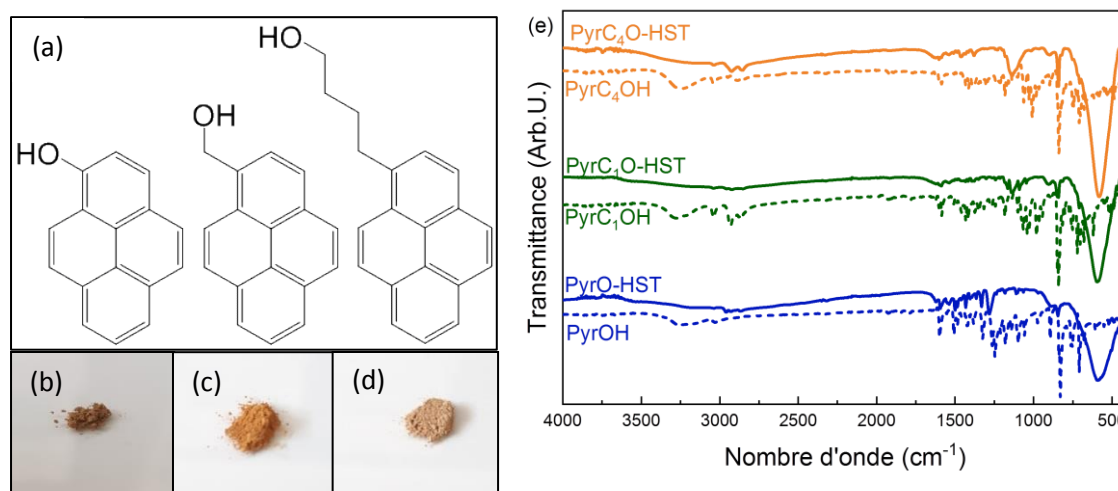 (a)
HO
OH
HO
(b)
(c)
(d)
(e)
PyrC₄O-HST
PyrC₄OH
PyrC₁O-HST
PyrC₁OH
PyrO-HST
PyrOH
Transmittance (Arb.U.)
4000 3500 3000 2500 2000 1500 1000 500
Nombre d'onde (cm⁻¹)